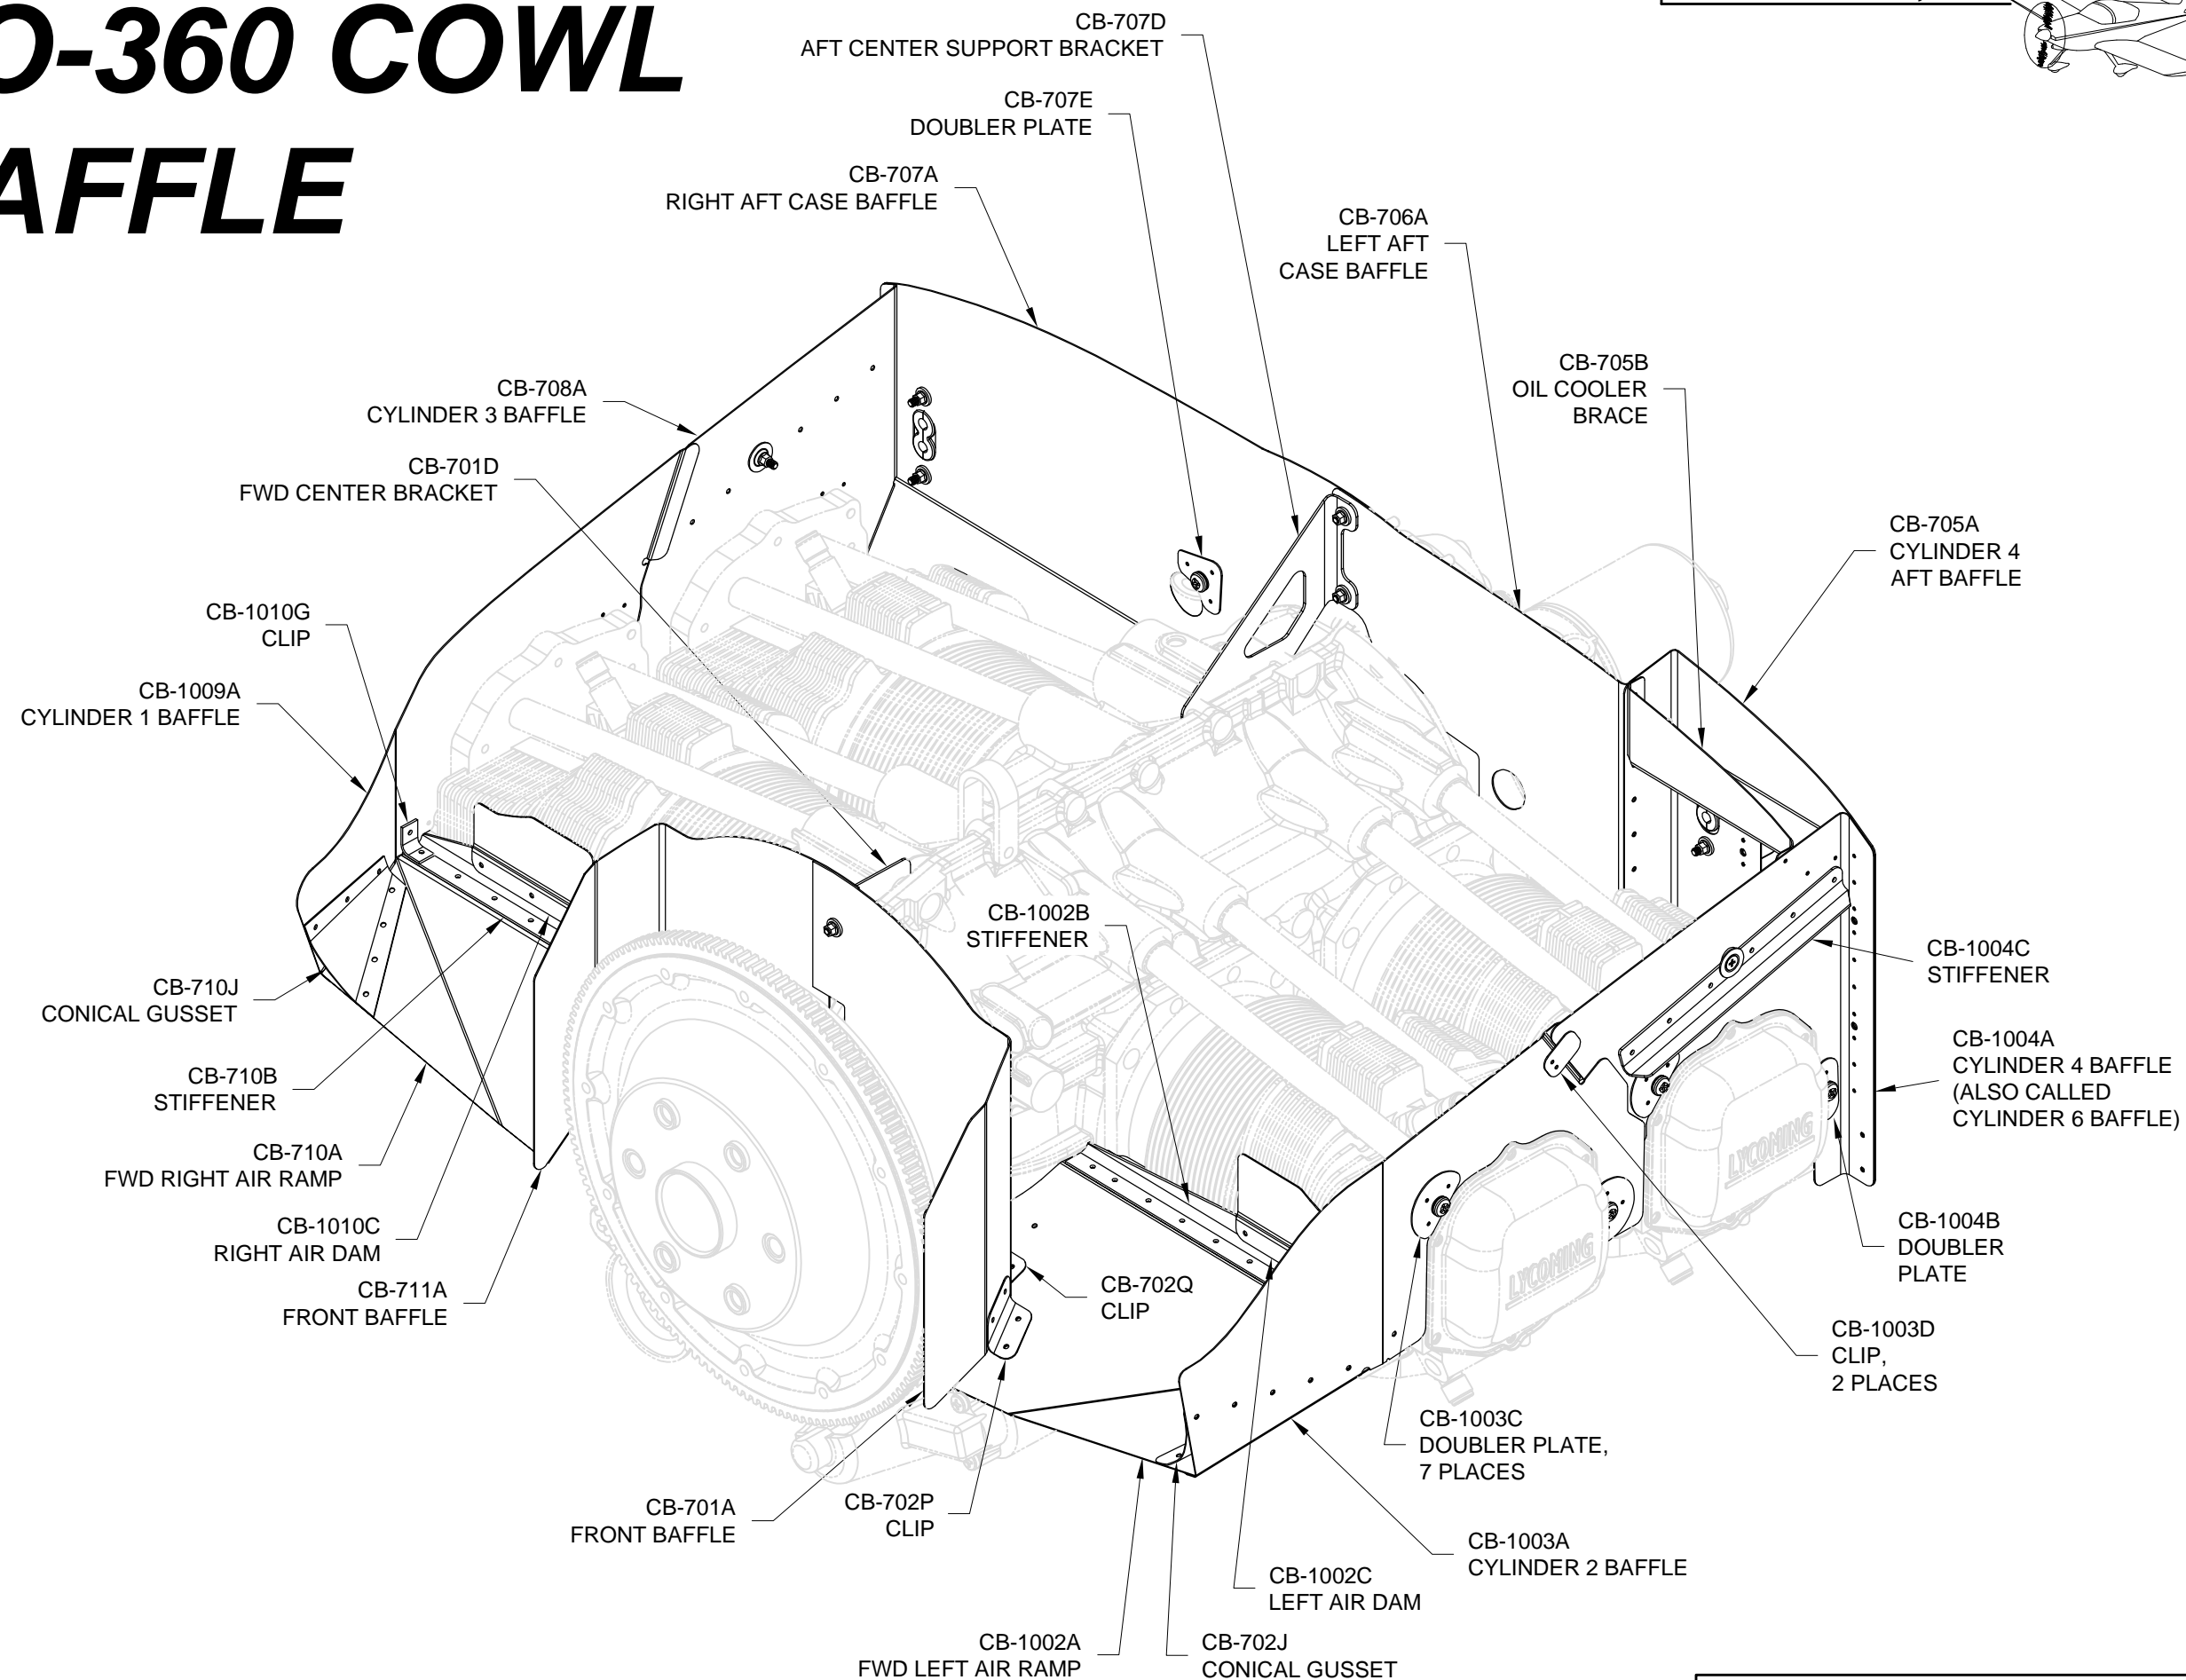 O-360 COWL
AFFLE
CB-707D
AFT CENTER SUPPORT BRACKET
CB-707E
DOUBLER PLATE
CB-707A
RIGHT AFT CASE BAFFLE
CB-706A
LEFT AFT
CASE BAFFLE
CB-705B
OIL COOLER
BRACE
CB-708A
CYLINDER 3 BAFFLE
CB-701D
FWD CENTER BRACKET
CB-705A
CYLINDER 4
AFT BAFFLE
CB-1010G
CLIP
CB-1009A
CYLINDER 1 BAFFLE
CB-1002B
STIFFENER
CB-1004C
STIFFENER
CB-710J
CONICAL GUSSET
CB-1004A
CYLINDER 4 BAFFLE
(ALSO CALLED
CYLINDER 6 BAFFLE)
CB-710B
STIFFENER
LYCOMING
CB-710A
FWD RIGHT AIR RAMP
CB-1010C
RIGHT AIR DAM
CB-1004B
DOUBLER
PLATE
LYCOMING
CB-711A
FRONT BAFFLE
CB-702Q
CLIP
CB-1003D
CLIP,
2 PLACES
CB-1003C
DOUBLER PLATE,
7 PLACES
CB-701A
FRONT BAFFLE
CB-702P
CLIP
CB-1003A
CYLINDER 2 BAFFLE
CB-1002C
LEFT AIR DAM
CB-1002A
FWD LEFT AIR RAMP
CB-702J
CONICAL GUSSET